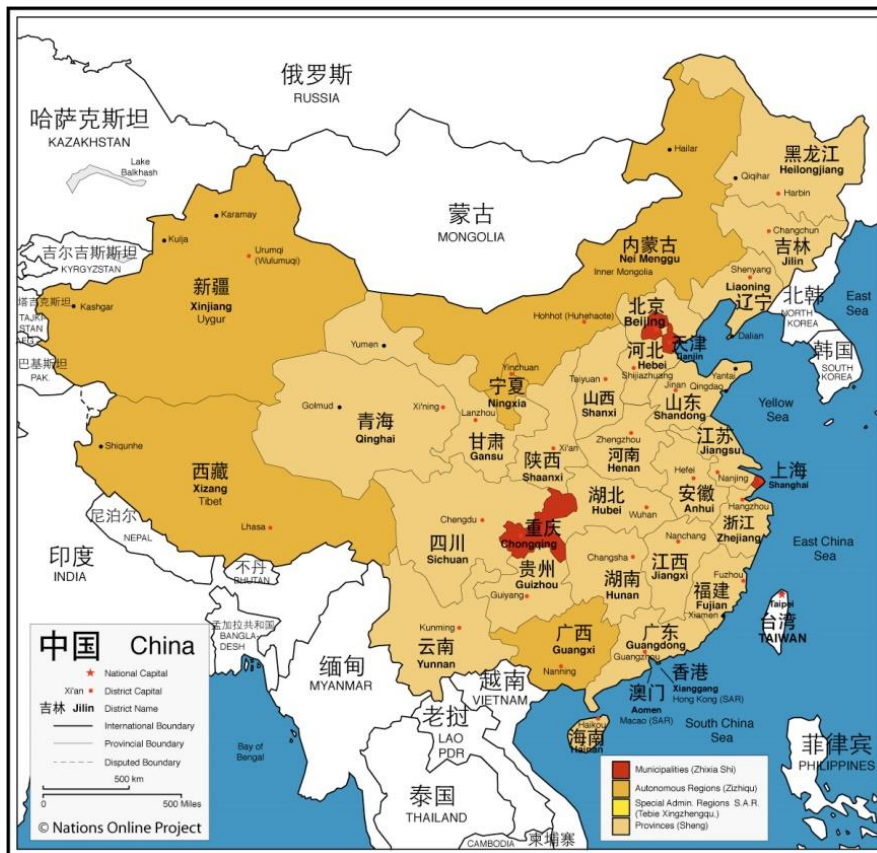 俄罗斯
RUSSIA
哈萨克斯坦
KAZAKHSTAN
Lake
Balkhash
蒙古
MONGOLIA
Hailar
黑龙江
Heilongjiang
Qiqihar
Harbin
Karamay
Kulja
Urumqi
(Wulumuqi)
吉尔吉斯斯坦
KYRGYZSTAN
内蒙古
Nei Menggu
Inner Mongolia
Changchun
吉林
Jilin
新疆
Xinjiang
Uygur
塔吉克斯坦
TAJKI-
STAN
AFG.
Kashgar
Shenyang
Liaoning
辽宁
北韩
NORTH
KOREA
East
Sea
北京
Beijing
Hohhot (Huhehaote)
天津
Tianjin
Dalian
韩国
SOUTH
KOREA
巴基斯坦
PAK.
Yumen
Yinchuan
宁夏
Ningxia
河北
Hebei
Shijiazhuang
Taiyuan
山西
Shanxi
Yantai
Jinan
Qingdao
山东
Shandong
Yellow
Sea
Golmud
Xi'ning
青海
Qinghai
Lanzhou
甘肃
Gansu
Xi'an
陕西
Shaanxi
Zhengzhou
河南
Henan
江苏
Jiangsu
Shiqunhe
西藏
Xizang
Tibet
Lhasa
Hefei
安徽
Anhui
Nanjing
上海
Shanghai
湖北
Hubei
Wuhan
Hangzhou
浙江
Zhejiang
尼泊尔
NEPAL
Chengdu
四川
Sichuan
重庆
Chongqing
East China
Sea
印度
INDIA
不丹
BHUTAN
Nanchang
江西
Jiangxi
Changsha
湖南
Hunan
贵州
Guizhou
Guiyang
Fuzhou
福建
Fujian
Xiamen
Taipei
台湾
TAIWAN
孟加拉共和国
BANGLA-
DESH
Kunming
云南
Yunnan
广西
Guangxi
Nanning
广东
Guangdong
Guangzhou
香港
Xianggang
Hong Kong (SAR)
澳门
Aomen
Macao (SAR)
缅甸
MYANMAR
越南
VIETNAM
老挝
LAO
PDR
Haikou
海南
Hainan
South China
Sea
菲律宾
PHILIPPINES
Bay of
Bengal
泰国
THAILAND
CAMBODIA
柬埔寨
中国 China
National Capital
Xi'an District Capital
吉林 Jilin District Name
International Boundary
Provincial Boundary
Disputed Boundary
500 km
0 500 Miles
© Nations Online Project
Municipalities (Zhixia Shi)
Autonomous Regions (Zizhiqu)
Special Admin. Regions S.A.R.
(Tebie Xingzhengqu.)
Provinces (Sheng)